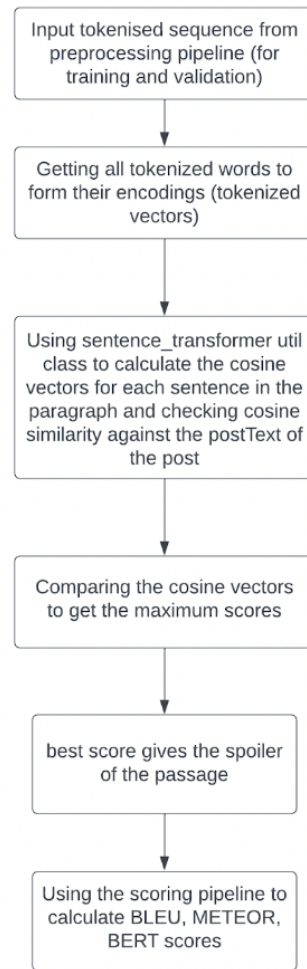 Input tokenised sequence from
preprocessing pipeline (for
training and validation)
Getting all tokenized words to
form their encodings (tokenized
vectors)
Using sentence_transformer util
class to calculate the cosine
vectors for each sentence in the
paragraph and checking cosine
similarity against the postText of
the post
Comparing the cosine vectors
to get the maximum scores
best score gives the spoiler
of the passage
Using the scoring pipeline to
calculate BLEU, METEOR,
BERT scores